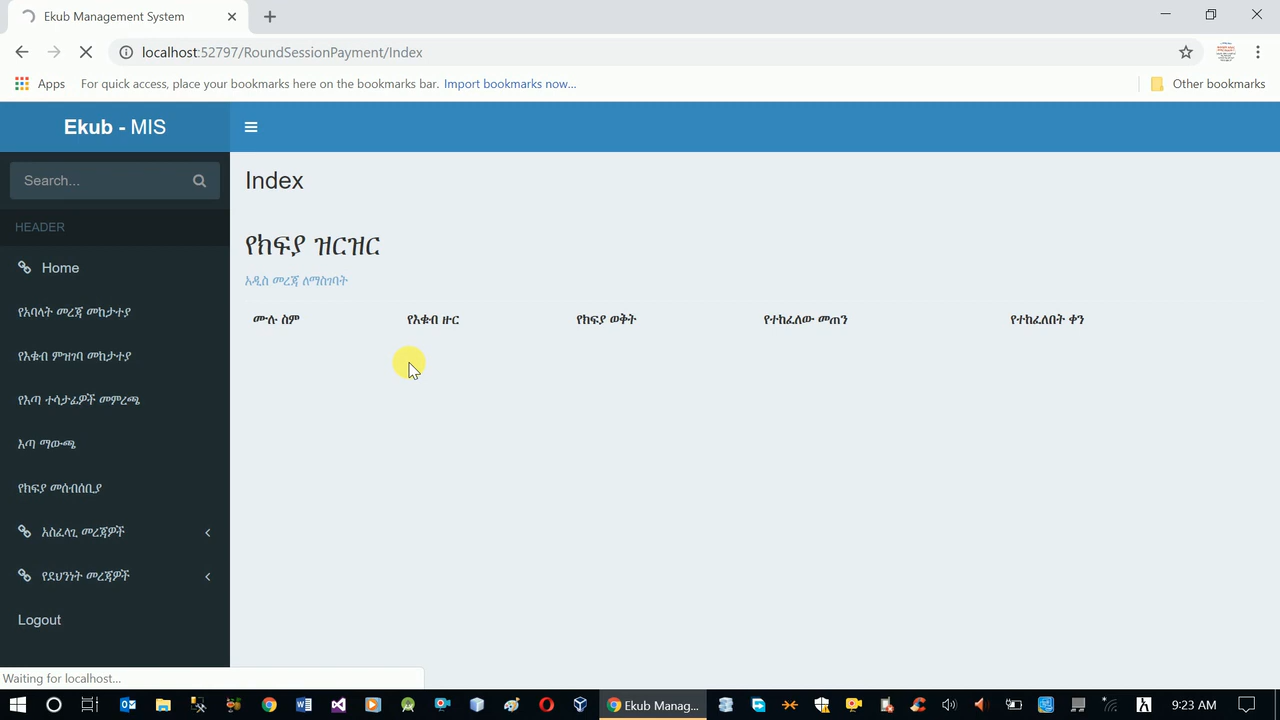 Ekub Management System
localhost:52797/RoundSessionPayment/Index
Apps For quick access, place your bookmarks here on the bookmarks bar. Import bookmarks now... Other bookmarks
Ekub - MIS
Search...
Index
HEADER
የክፍያ ዝርዝር
Home
አዲስ መረጃ ለማስገባት
የአባላት መረጃ መከታተያ
ሙሉ ስም የእቁብ ዙር የክፍያ ወቅት የተከፈለው መጠን የተከፈለበት ቀን
የእቁብ ምዝገባ መከታተያ
የእጣ ተሳታፊዎች መምረጫ
እጣ ማውጫ
የክፍያ መሰብሰቢያ
አስፈላጊ መረጃዎች
የደህንነት መረጃዎች
Logout
Waiting for localhost...
Ekub Manag...
9:23 AM